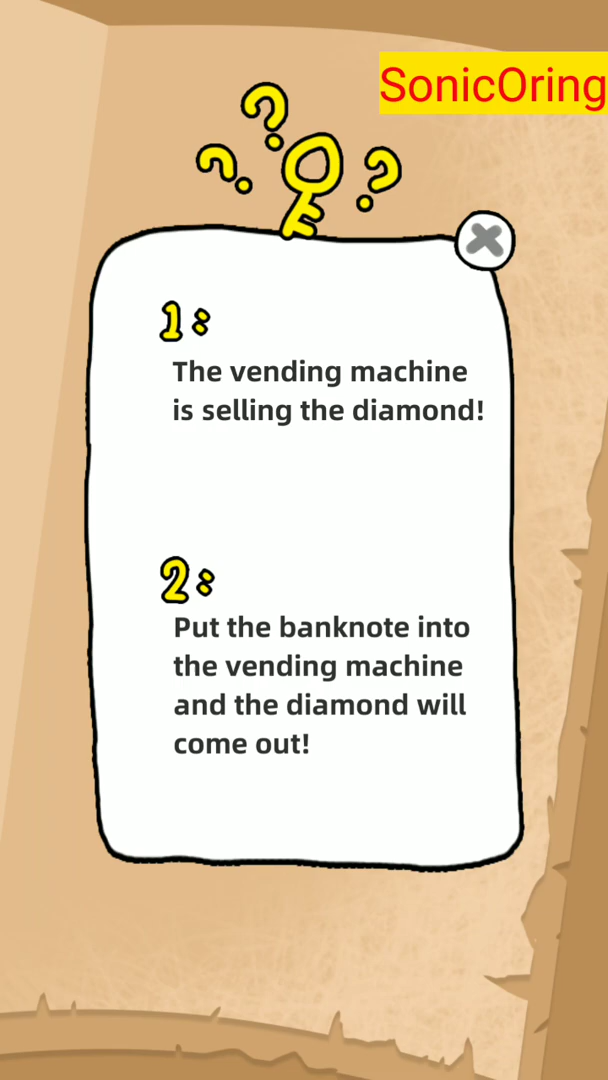 SonicOring
1:
The vending machine
is selling the diamond!
2:
Put the banknote into
the vending machine
and the diamond will
come out!